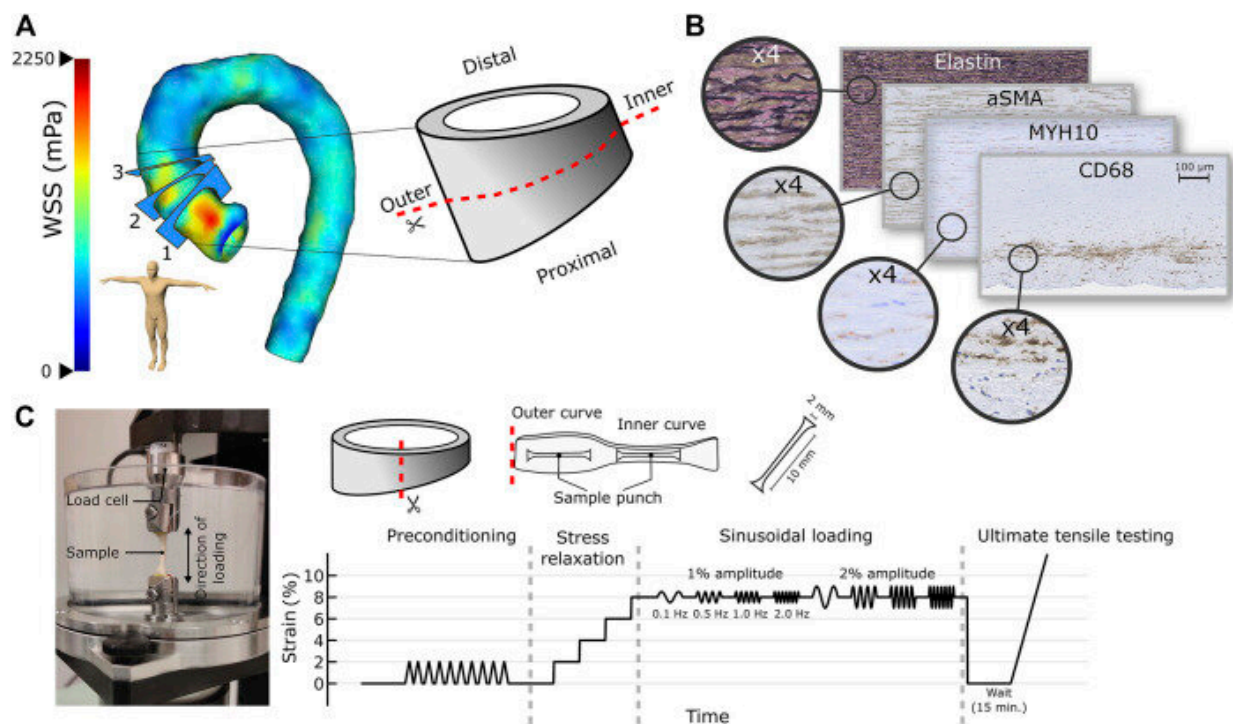 A
2250
WSS (mPa)
0
3
2
1
Distal
Inner
Outer
Proximal
B
x4
Elastin
aSMA
MYH10
CD68
100 µm
x4
x4
x4
C
Load cell
Sample
Direction of
loading
Outer curve
Inner curve
Sample punch
2 mm
10 mm
Preconditioning
Stress
relaxation
Sinusoidal loading
Ultimate tensile testing
Strain (%)
10
8
6
4
2
0
1% amplitude
2% amplitude
0.1 Hz 0.5 Hz 1.0 Hz 2.0 Hz
Wait
(15 min.)
Time